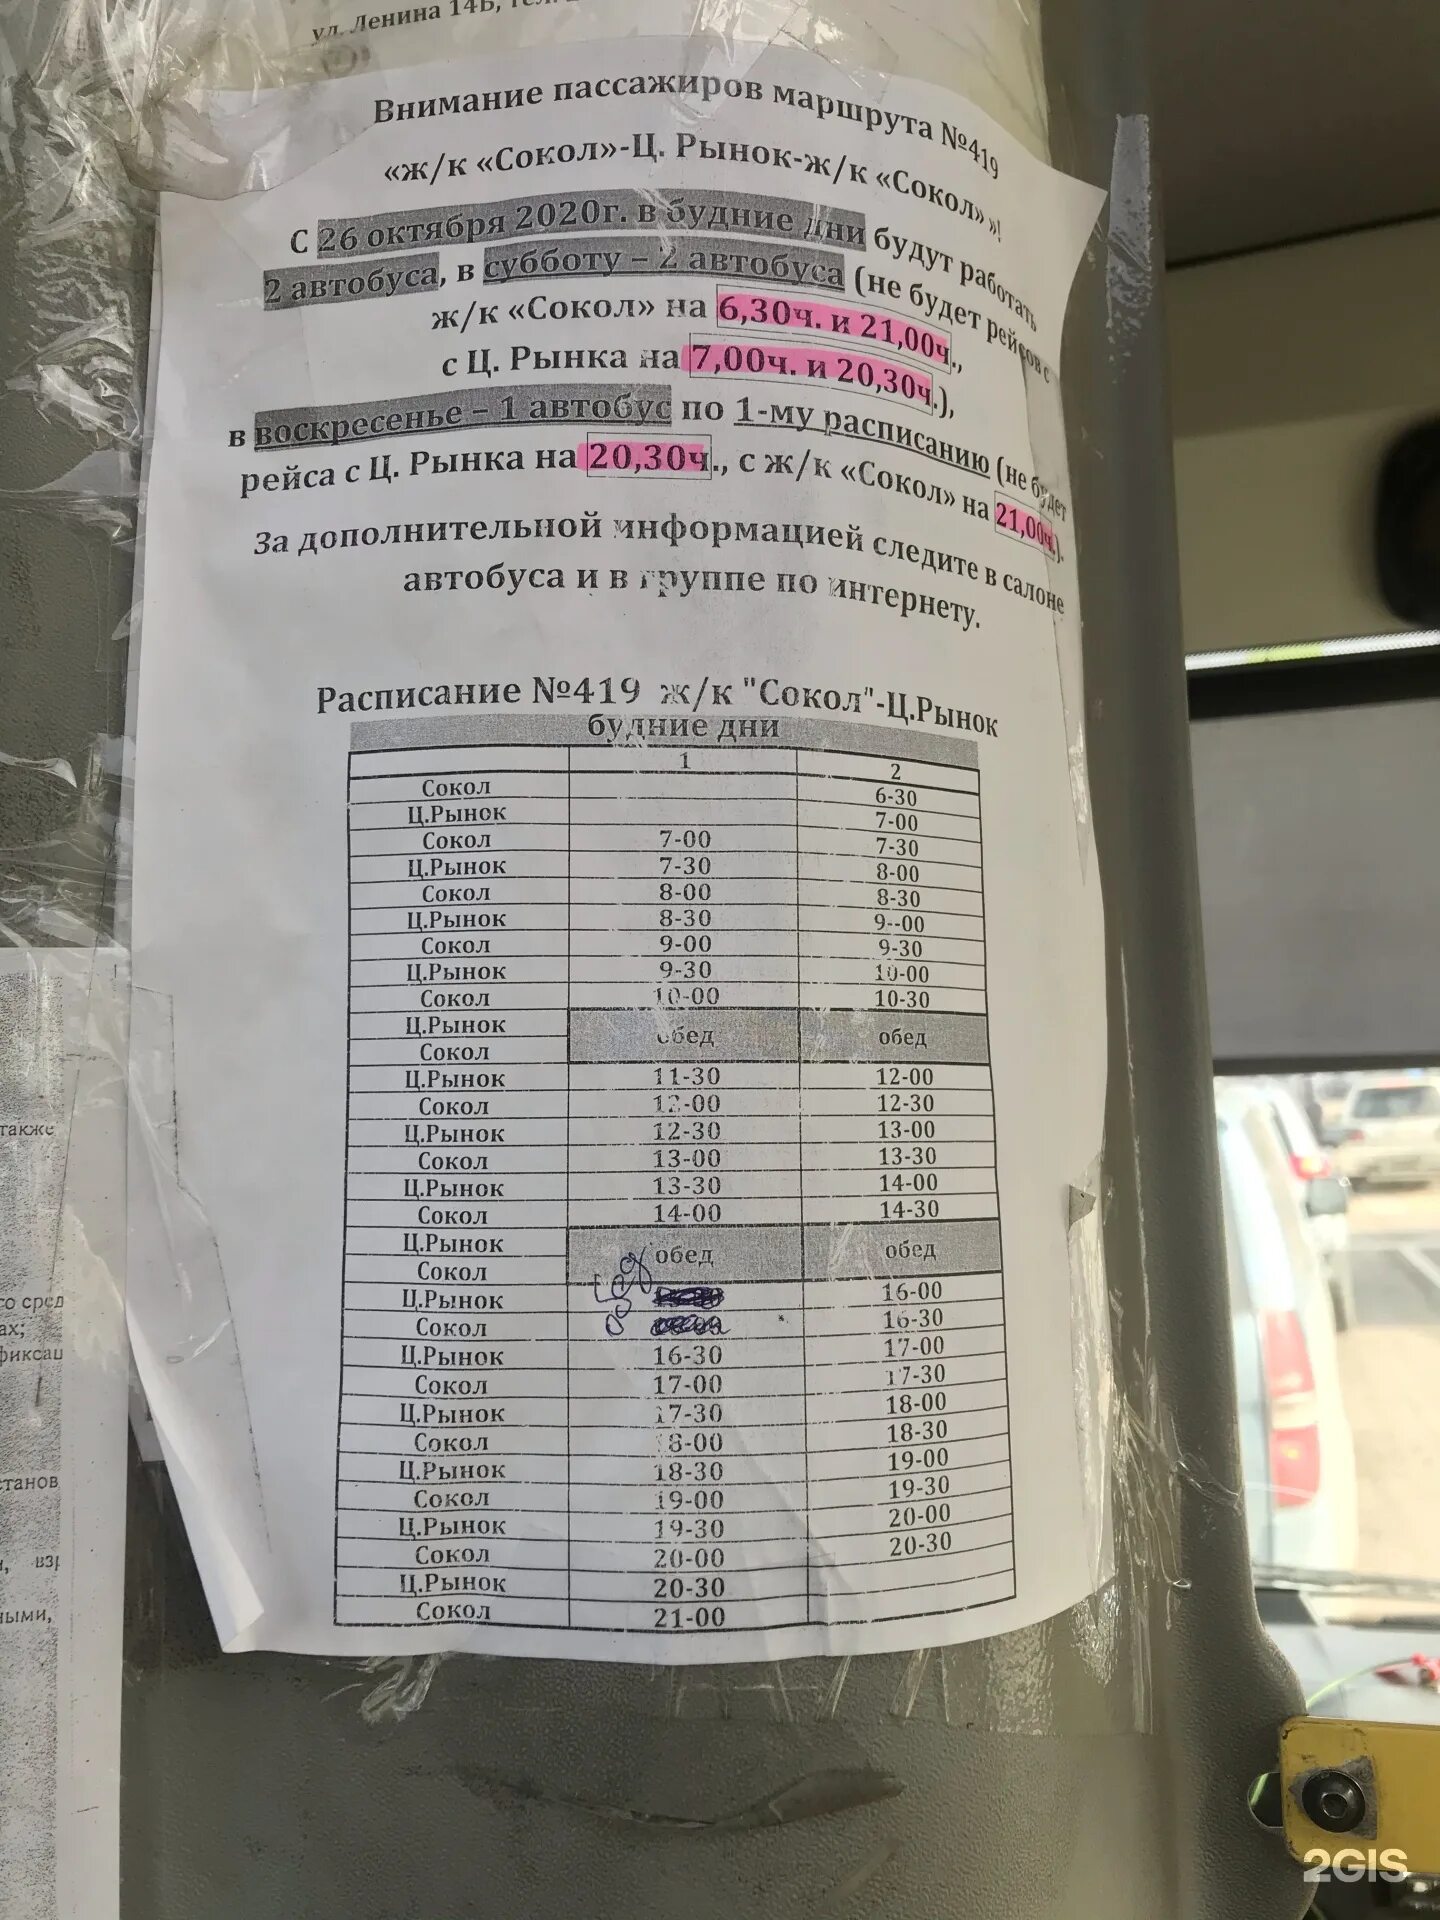 ул. Ленина 14Б, тел.
Внимание пассажиров маршрута №419
«ж/к «Сокол»-Ц. Рынок-ж/к «Сокол» »!
С 26 октября 2020г. в будние дни будут работать
2 автобуса, в субботу – 2 автобуса (не будет рейсов с
ж/к «Сокол» на 6,30ч. и 21,00ч.,
с Ц. Рынка на 7,00ч. и 20,30ч.),
в воскресенье – 1 автобус по 1-му расписанию (не будет
рейса с Ц. Рынка на 20,30ч., с ж/к «Сокол» на 21,00ч.).
За дополнительной информацией следите в салоне
автобуса и в группе по интернету.
Расписание №419 ж/к "Сокол"-Ц.Рынок
будние дни
1 2
Сокол 6-30
Ц.Рынок 7-00
Сокол 7-00 7-30
Ц.Рынок 7-30 8-00
Сокол 8-00 8-30
Ц.Рынок 8-30 9--00
Сокол 9-00 9-30
Ц.Рынок 9-30 10-00
Сокол 10-00 10-30
Ц.Рынок обед обед
Сокол
Ц.Рынок 11-30 12-00
Сокол 12-00 12-30
Ц.Рынок 12-30 13-00
Сокол 13-00 13-30
Ц.Рынок 13-30 14-00
Сокол 14-00 14-30
Ц.Рынок обед обед
Сокол
Ц.Рынок обед 16-00
Сокол 16-30
Ц.Рынок 16-30 17-00
Сокол 17-00 17-30
Ц.Рынок 17-30 18-00
Сокол 18-00 18-30
Ц.Рынок 18-30 19-00
Сокол 19-00 19-30
Ц.Рынок 19-30 20-00
Сокол 20-00 20-30
Ц.Рынок 20-30
Сокол 21-00
также
ах;
2GIS